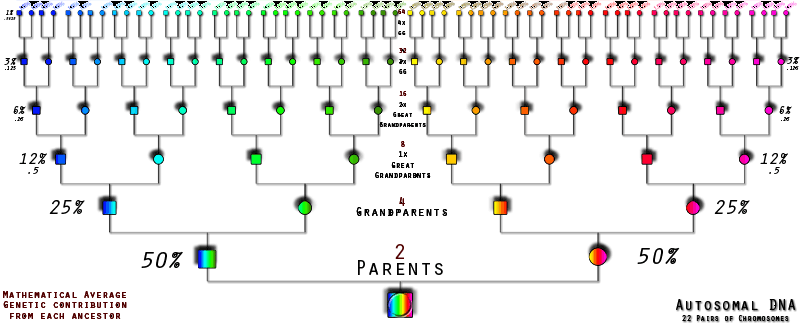 1%
64
4x
GG
3%
.125
32
3x
GG
3%
.125
6%
.25
16
2x
Great
Grandparents
6%
.25
12%
.5
8
1x
Great
Grandparents
12%
.5
25%
4
Grandparents
25%
50%
2
Parents
50%
Mathematical Average
Genetic contribution
from each ancestor
Autosomal DNA
22 Pairs of Chromosomes